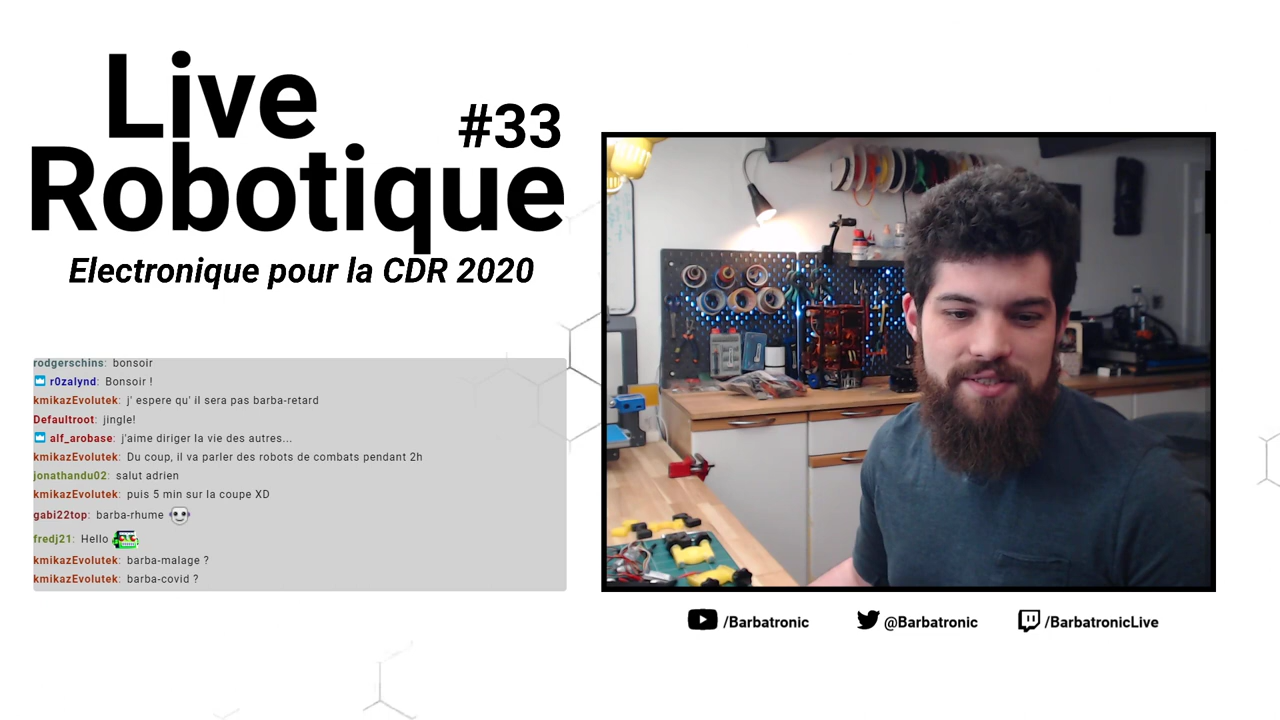 Live
#33
Robotique
Electronique pour la CDR 2020
rodgerschins: bonsoir
r0zalynd: Bonsoir !
kmikazEvolutek: j' espere qu' il sera pas barba-retard
Defaultroot: jingle!
alf_arobase: j'aime diriger la vie des autres...
kmikazEvolutek: Du coup, il va parler des robots de combats pendant 2h
jonathandu02: salut adrien
kmikazEvolutek: puis 5 min sur la coupe XD
gabi22top: barba-rhume
fredj21: Hello
kmikazEvolutek: barba-malage ?
kmikazEvolutek: barba-covid ?
/Barbatronic
@Barbatronic
/BarbatronicLive